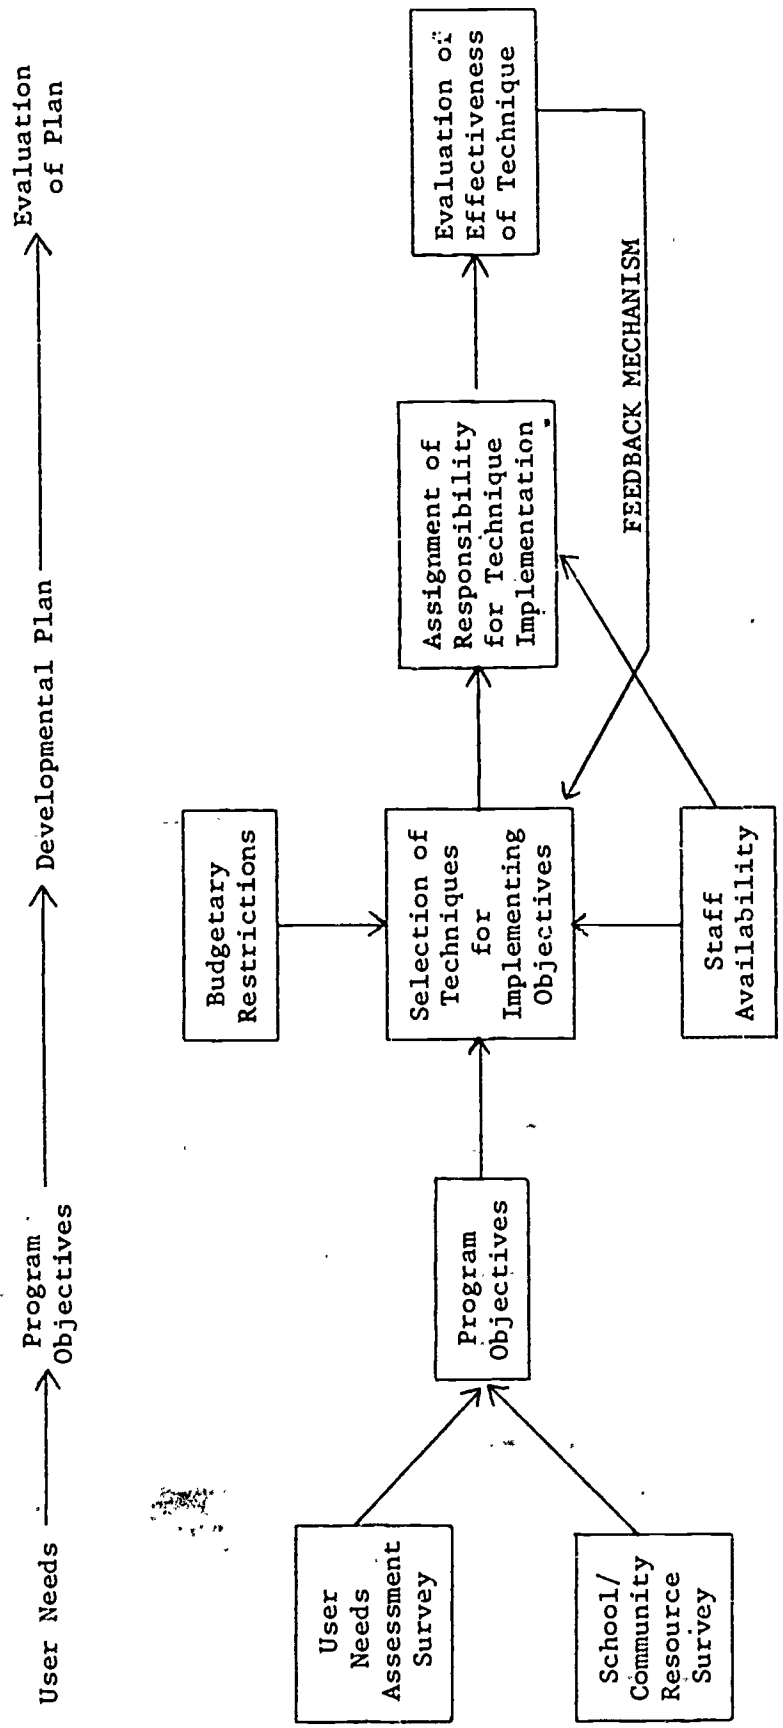 User Needs
Program
Objectives
Developmental Plan
Evaluation
of Plan
User
Needs
Assessment
Survey
School/
Community
Resource
Survey
Program
Objectives
Budgetary
Restrictions
Selection of
Techniques
for
Implementing
Objectives
Staff
Availability
Assignment of
Responsibility
for Technique
Implementation
Evaluation of
Effectiveness
of Technique
FEEDBACK MECHANISM